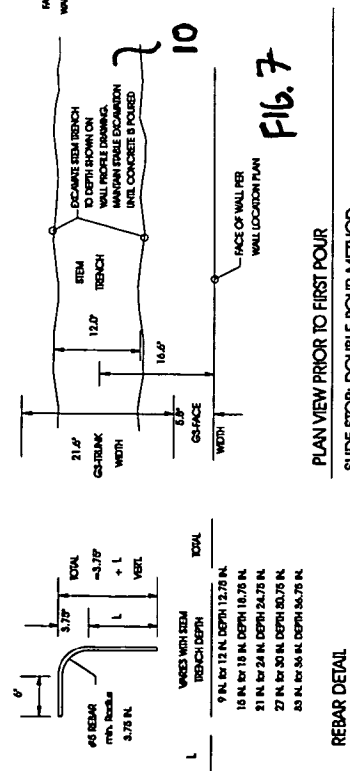 FA
WA
EXCAVATE STEM TRENCH
TO DEPTH SHOWN ON
WALL PROFILE DRAWING.
MAINTAIN STABLE EXCAVATION
UNTIL CONCRETE IS POURED
10
STEM
TRENCH
12.0"
16.6"
21.6"
GS-TRUNK
WIDTH
5.8"
GS-FACE
WIDTH
FACE OF WALL PER
WALL LOCATION PLAN
FIG. 7
PLAN VIEW PRIOR TO FIRST POUR
SLIDE STOP: DOUBLE POUR METHOD
6"
3.75"
TOTAL
=3.75"
+ L
VERT.
L
#5 REBAR
min. Radius
3.75 IN.
L
VARIES WITH STEM
TRENCH DEPTH
TOTAL
9 IN. for 12 IN. DEPTH 12.75 IN.
15 IN. for 18 IN. DEPTH 18.75 IN.
21 IN. for 24 IN. DEPTH 24.75 IN.
27 IN. for 30 IN. DEPTH 30.75 IN.
33 IN. for 36 IN. DEPTH 36.75 IN.
REBAR DETAIL